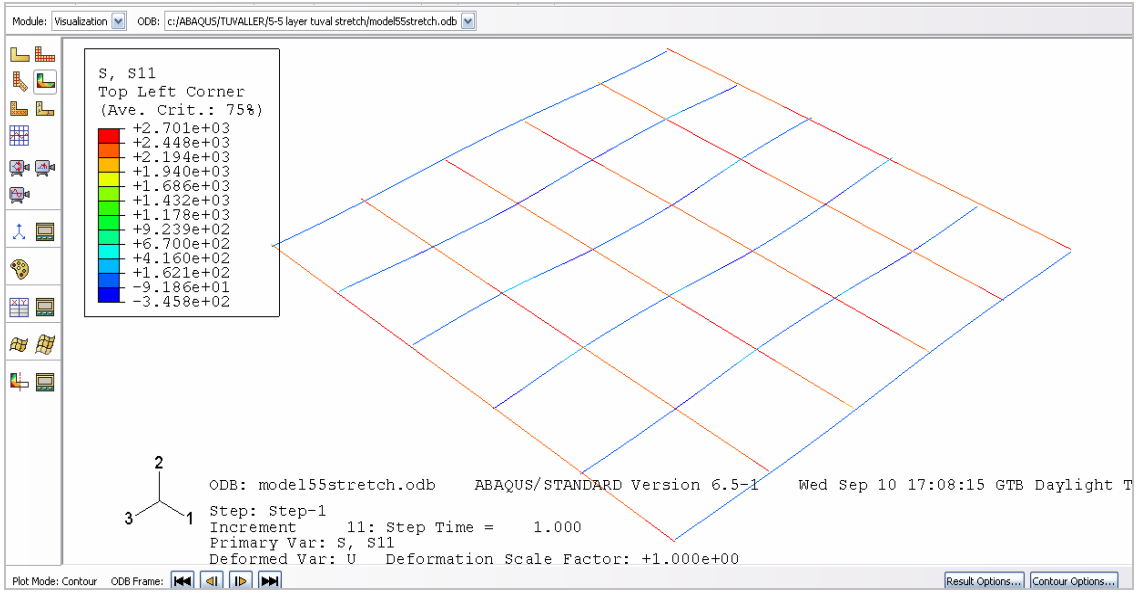 Module: Visualization ODB: c:/ABAQUS/TUVALLER/5-5 layer tuval stretch/model55stretch.odb
S, S11
Top Left Corner
(Ave. Crit.: 75%)
+2.701e+03
+2.448e+03
+2.194e+03
+1.940e+03
+1.686e+03
+1.432e+03
+1.178e+03
+9.239e+02
+6.700e+02
+4.160e+02
+1.621e+02
-9.186e+01
-3.458e+02
2
3
1
ODB: model55stretch.odb ABAQUS/STANDARD Version 6.5-1 Wed Sep 10 17:08:15 GTB Daylight T
Step: Step-1
Increment 11: Step Time = 1.000
Primary Var: S, S11
Deformed Var: U Deformation Scale Factor: +1.000e+00
Plot Mode: Contour ODB Frame: Result Options... Contour Options...